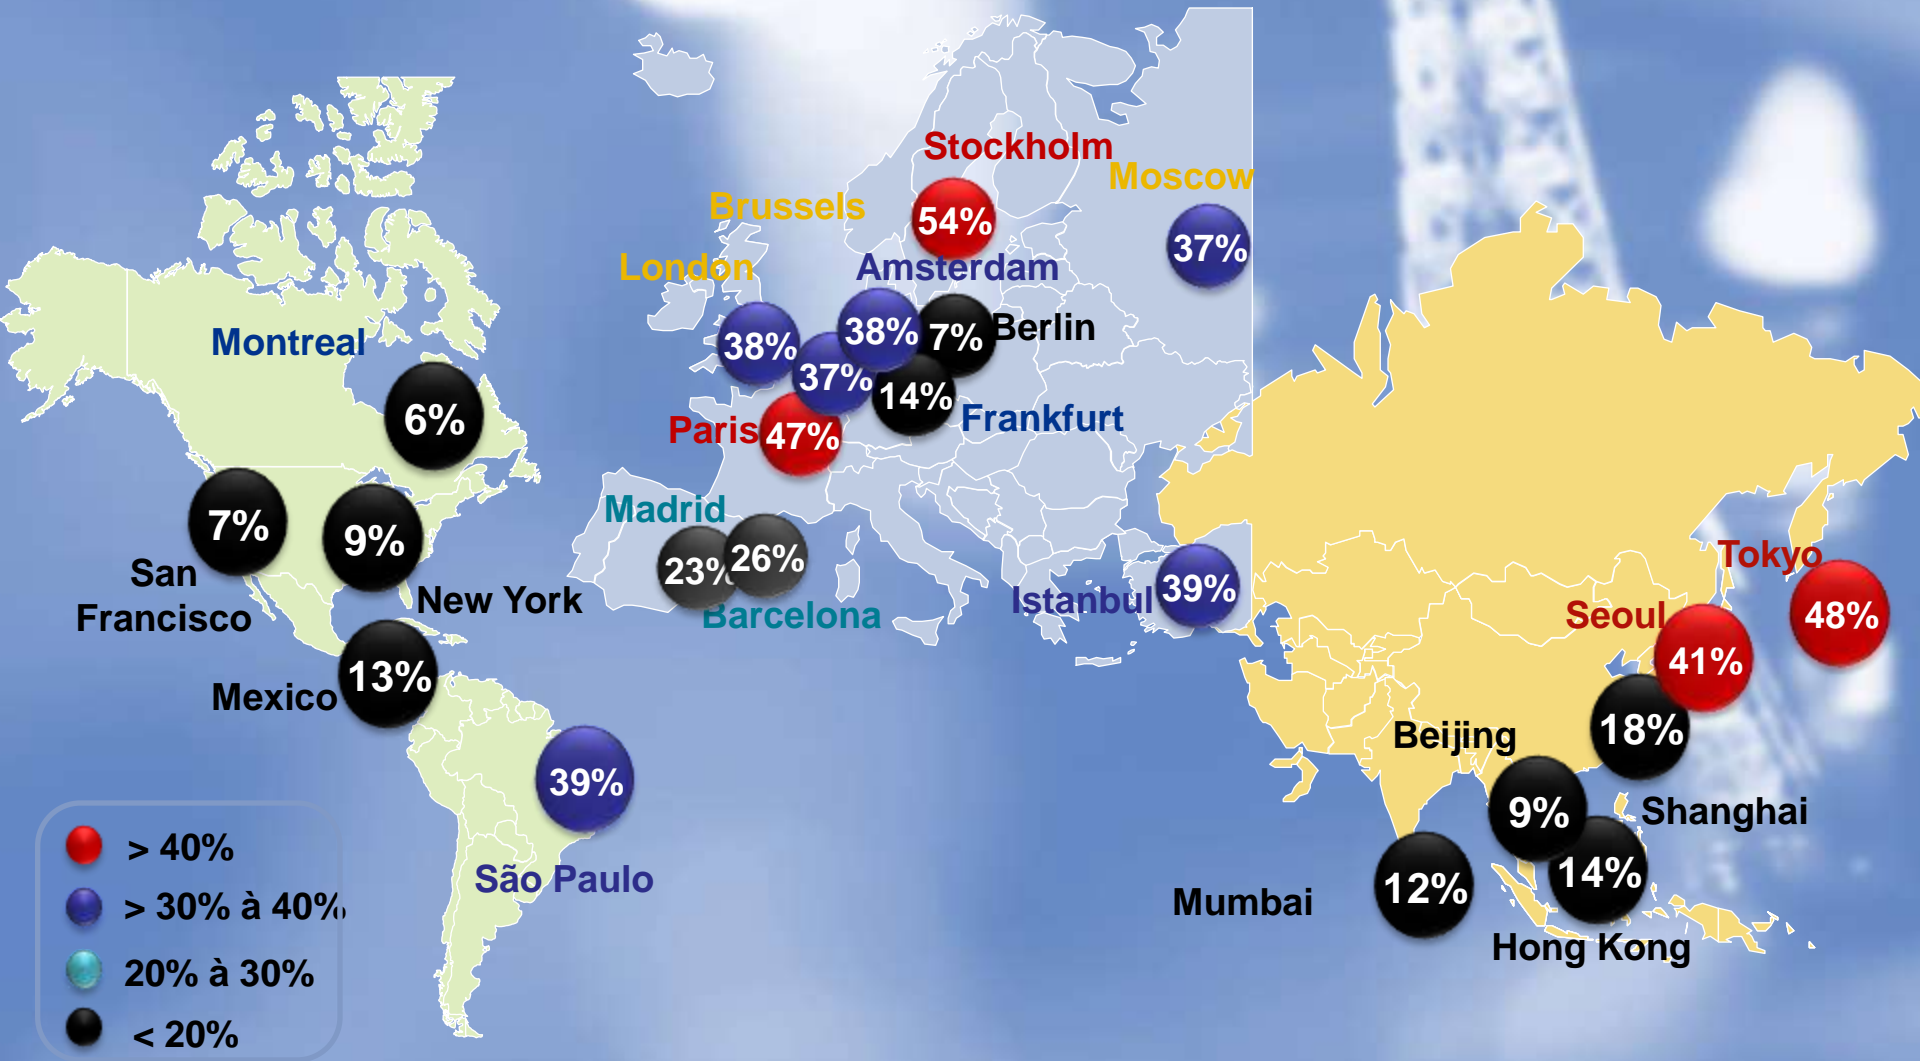 Stockholm
Moscow
Brussels
54%
37%
London
Amsterdam
Montreal
38%
38%
7%
Berlin
37%
14%
6%
Paris
47%
Frankfurt
Madrid
7%
9%
23%
26%
Tokyo
San
Francisco
New York
Barcelona
Istanbul
39%
Seoul
48%
41%
Mexico
13%
Beijing
18%
39%
9%
Shanghai
> 40%
São Paulo
14%
12%
Mumbai
> 30% à 40%
Hong Kong
20% à 30%
< 20%